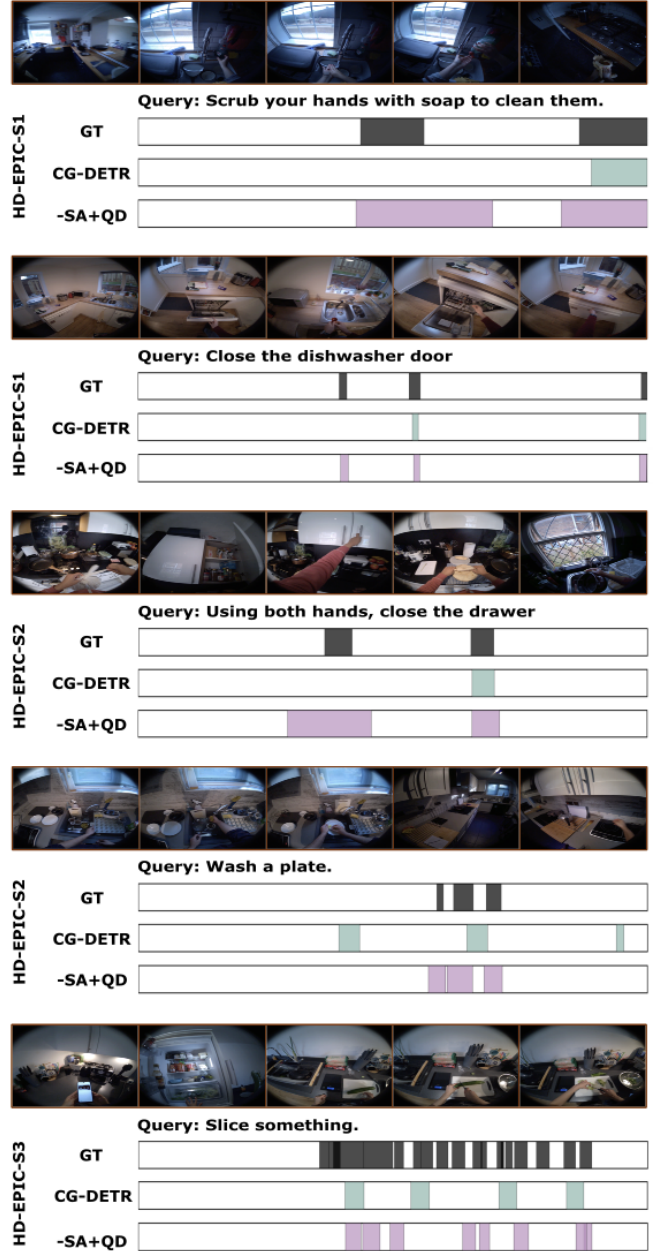 Query: Scrub your hands with soap to clean them.
HD-EPIC-S1
GT
CG-DETR
-SA+QD
Query: Close the dishwasher door
HD-EPIC-S1
GT
CG-DETR
-SA+QD
Query: Using both hands, close the drawer
HD-EPIC-S2
GT
CG-DETR
-SA+QD
Query: Wash a plate.
HD-EPIC-S2
GT
CG-DETR
-SA+QD
Query: Slice something.
HD-EPIC-S3
GT
CG-DETR
-SA+QD